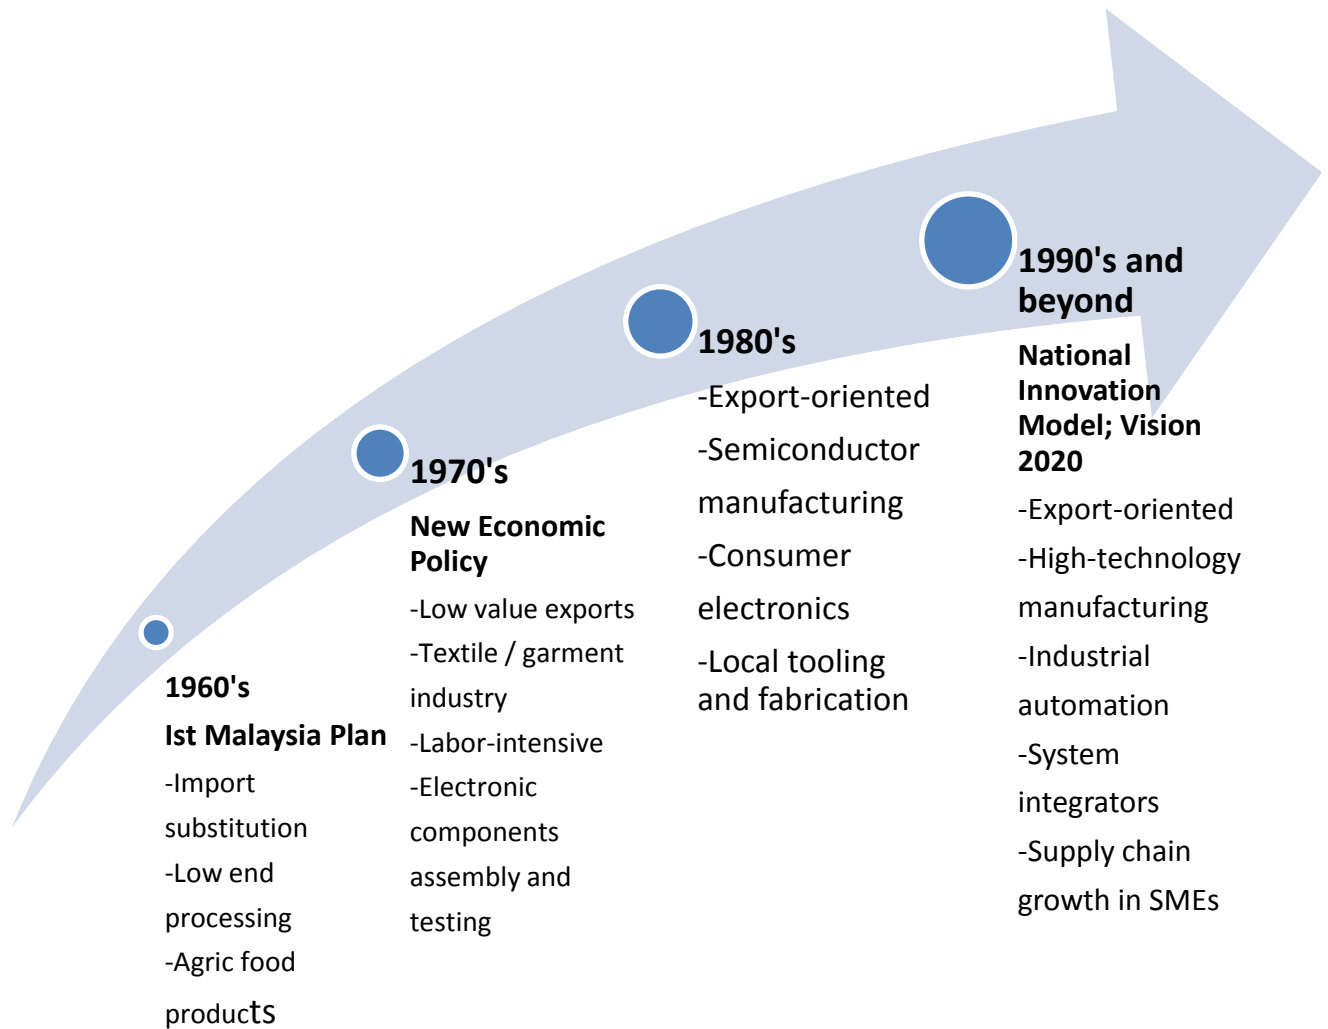 1960's
Ist Malaysia Plan
-Import
substitution
-Low end
processing
-Agric food
products
1970's
New Economic
Policy
-Low value exports
-Textile / garment
industry
-Labor-intensive
-Electronic
components
assembly and
testing
1980's
-Export-oriented
-Semiconductor
manufacturing
-Consumer
electronics
-Local tooling
and fabrication
1990's and
beyond
National
Innovation
Model; Vision
2020
-Export-oriented
-High-technology
manufacturing
-Industrial
automation
-System
integrators
-Supply chain
growth in SMEs